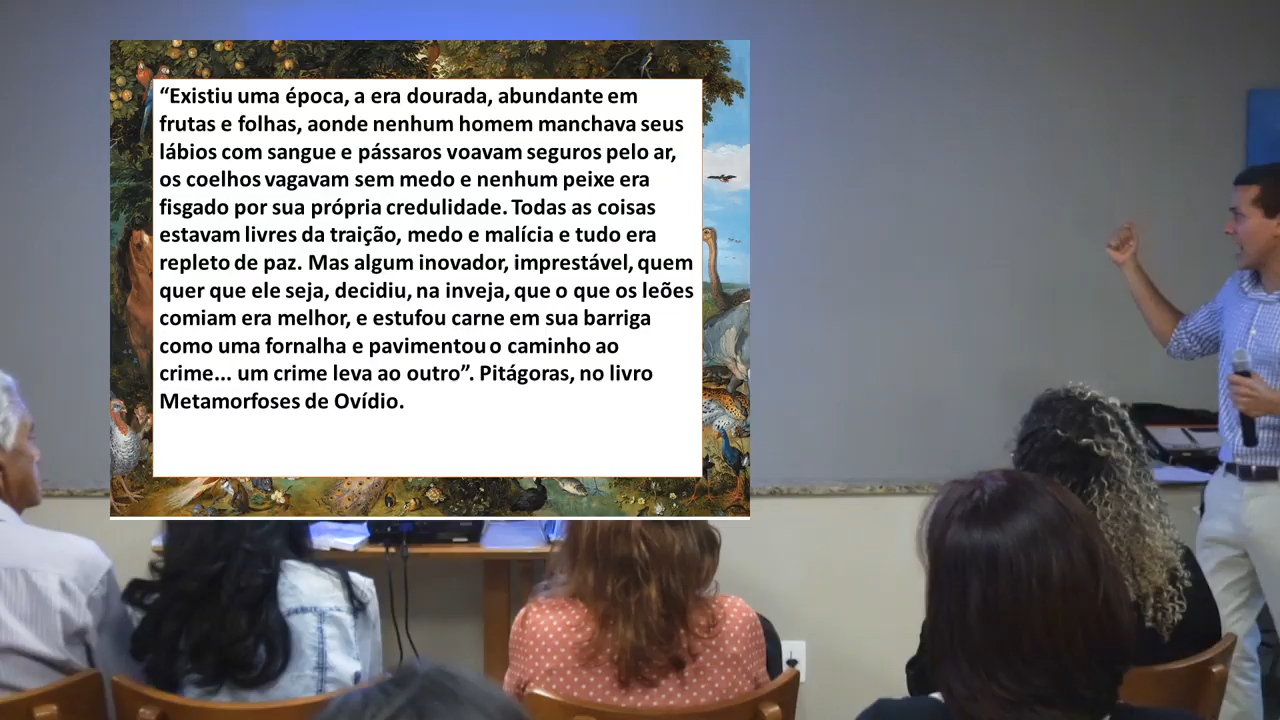 “Existiu uma época, a era dourada, abundante em
frutas e folhas, aonde nenhum homem manchava seus
lábios com sangue e pássaros voavam seguros pelo ar,
os coelhos vagavam sem medo e nenhum peixe era
fisgado por sua própria credulidade. Todas as coisas
estavam livres da traição, medo e malícia e tudo era
repleto de paz. Mas algum inovador, imprestável, quem
quer que ele seja, decidiu, na inveja, que o que os leões
comiam era melhor, e estufou carne em sua barriga
como uma fornalha e pavimentou o caminho ao
crime... um crime leva ao outro”. Pitágoras, no livro
Metamorfoses de Ovídio.